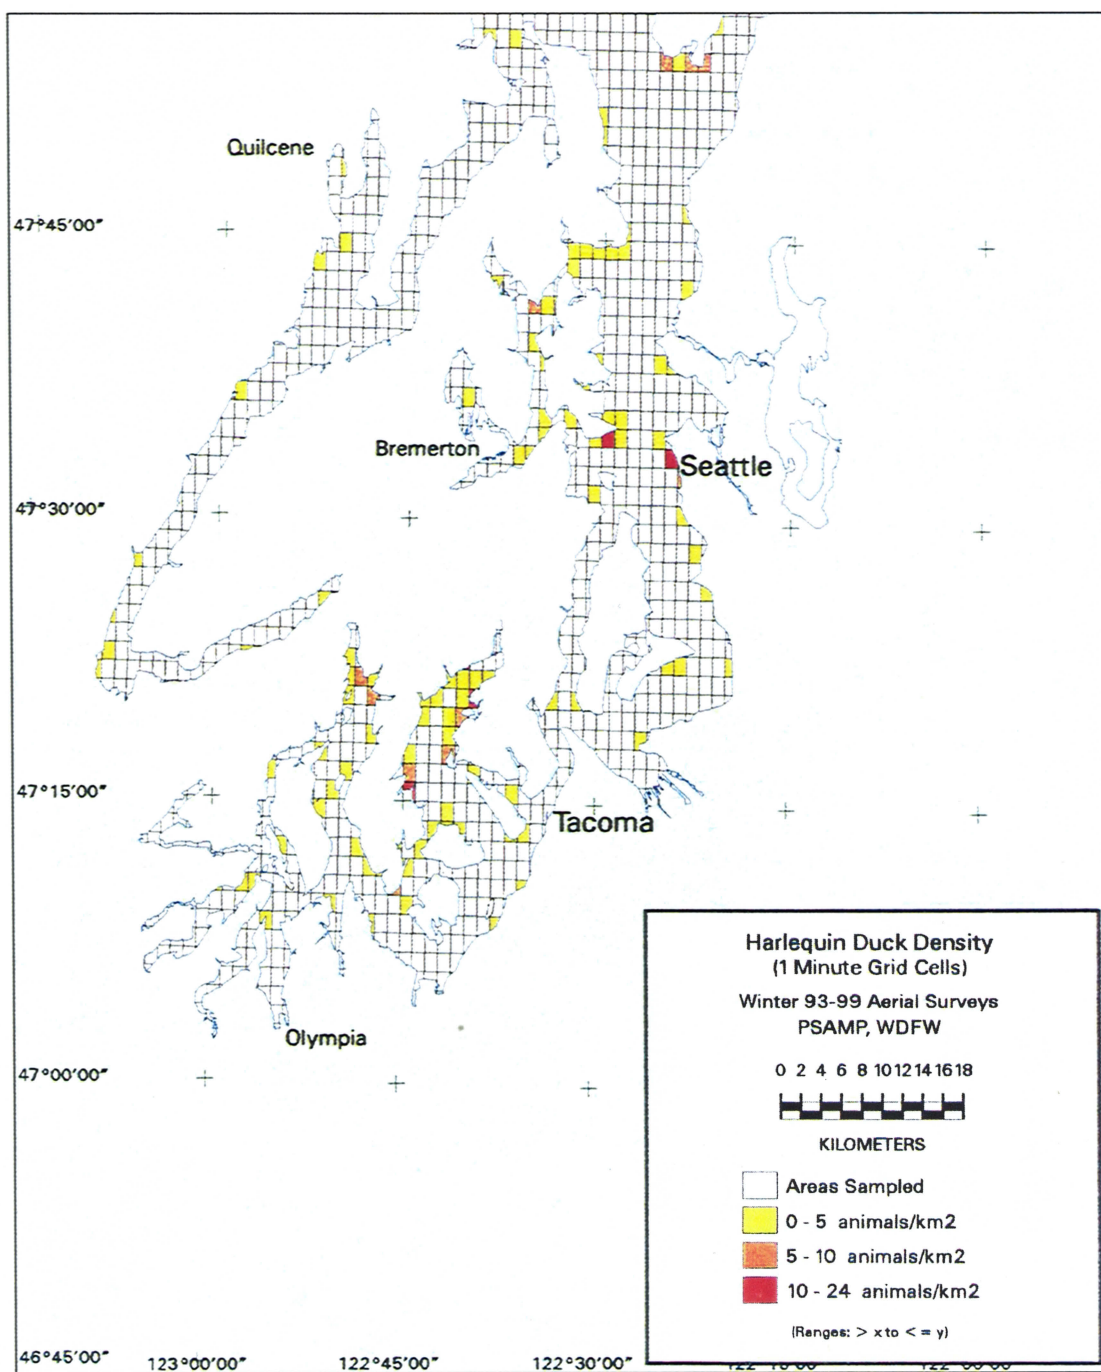 Quilcene
47°45'00"
Bremerton
Seattle
47°30'00"
47°15'00"
Tacoma
Olympia
47°00'00"
46°45'00"
123°00'00"
122°45'00"
122°30'00"
Harlequin Duck Density
(1 Minute Grid Cells)
Winter 93-99 Aerial Surveys
PSAMP, WDFW
0 2 4 6 8 10 12 14 16 18
KILOMETERS
Areas Sampled
0 - 5 animals/km2
5 - 10 animals/km2
10 - 24 animals/km2
(Ranges: > x to < = y)